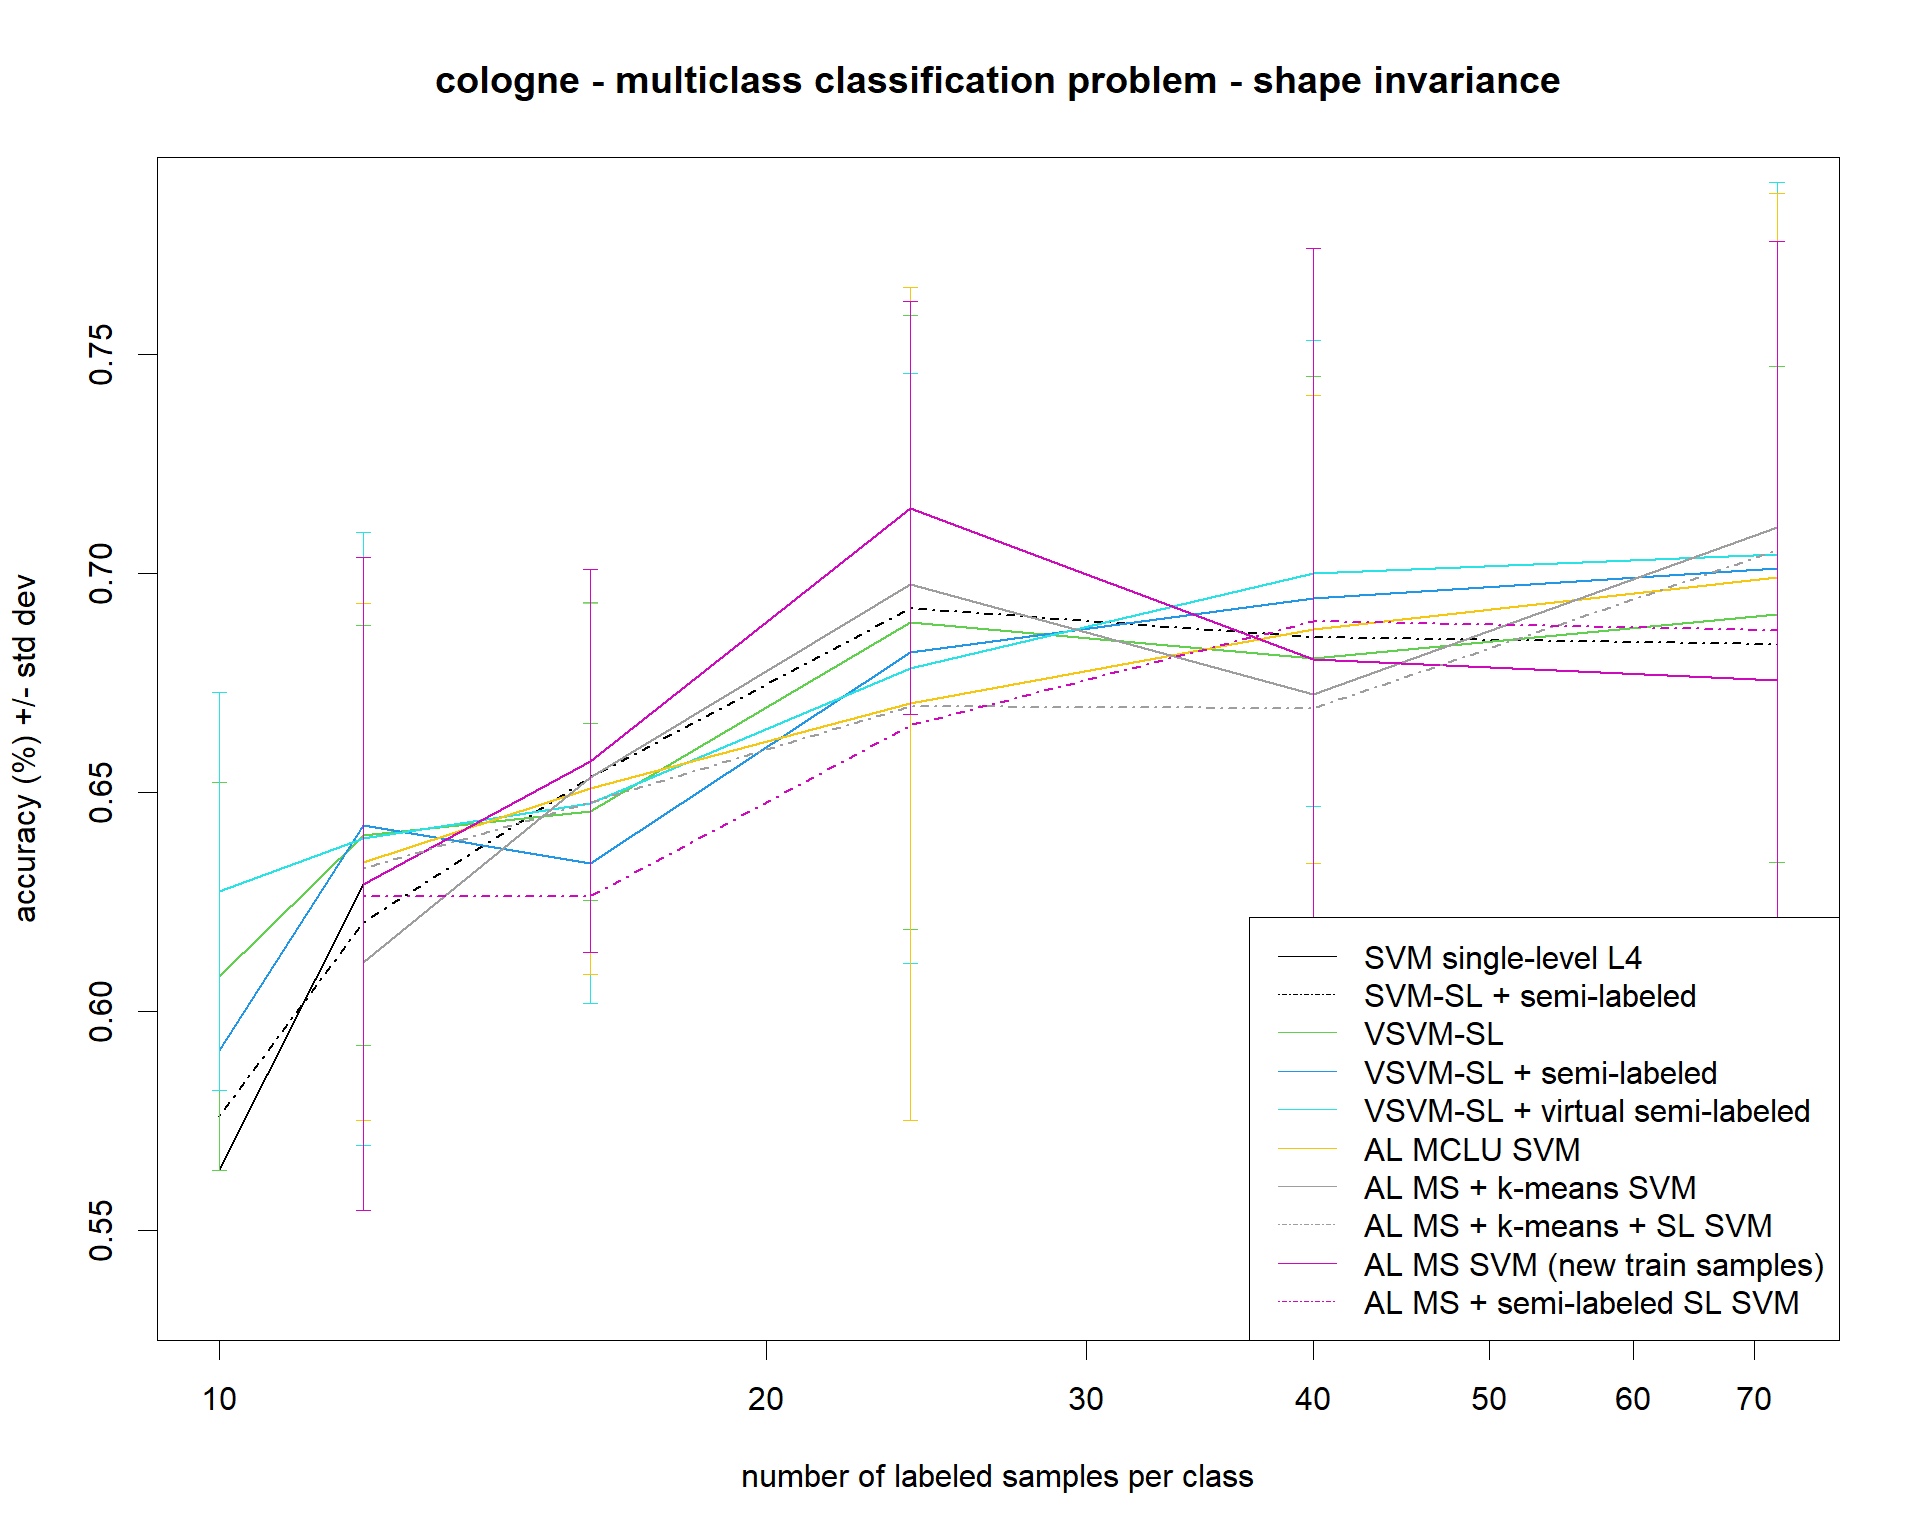 cologne - multiclass classification problem - shape invariance
accuracy (%) +/- std dev
0.75
0.70
0.65
0.60
0.55
SVM single-level L4
SVM-SL + semi-labeled
VSVM-SL
VSVM-SL + semi-labeled
VSVM-SL + virtual semi-labeled
AL MCLU SVM
AL MS + k-means SVM
AL MS + k-means + SL SVM
AL MS SVM (new train samples)
AL MS + semi-labeled SL SVM
10 20 30 40 50 60 70
number of labeled samples per class